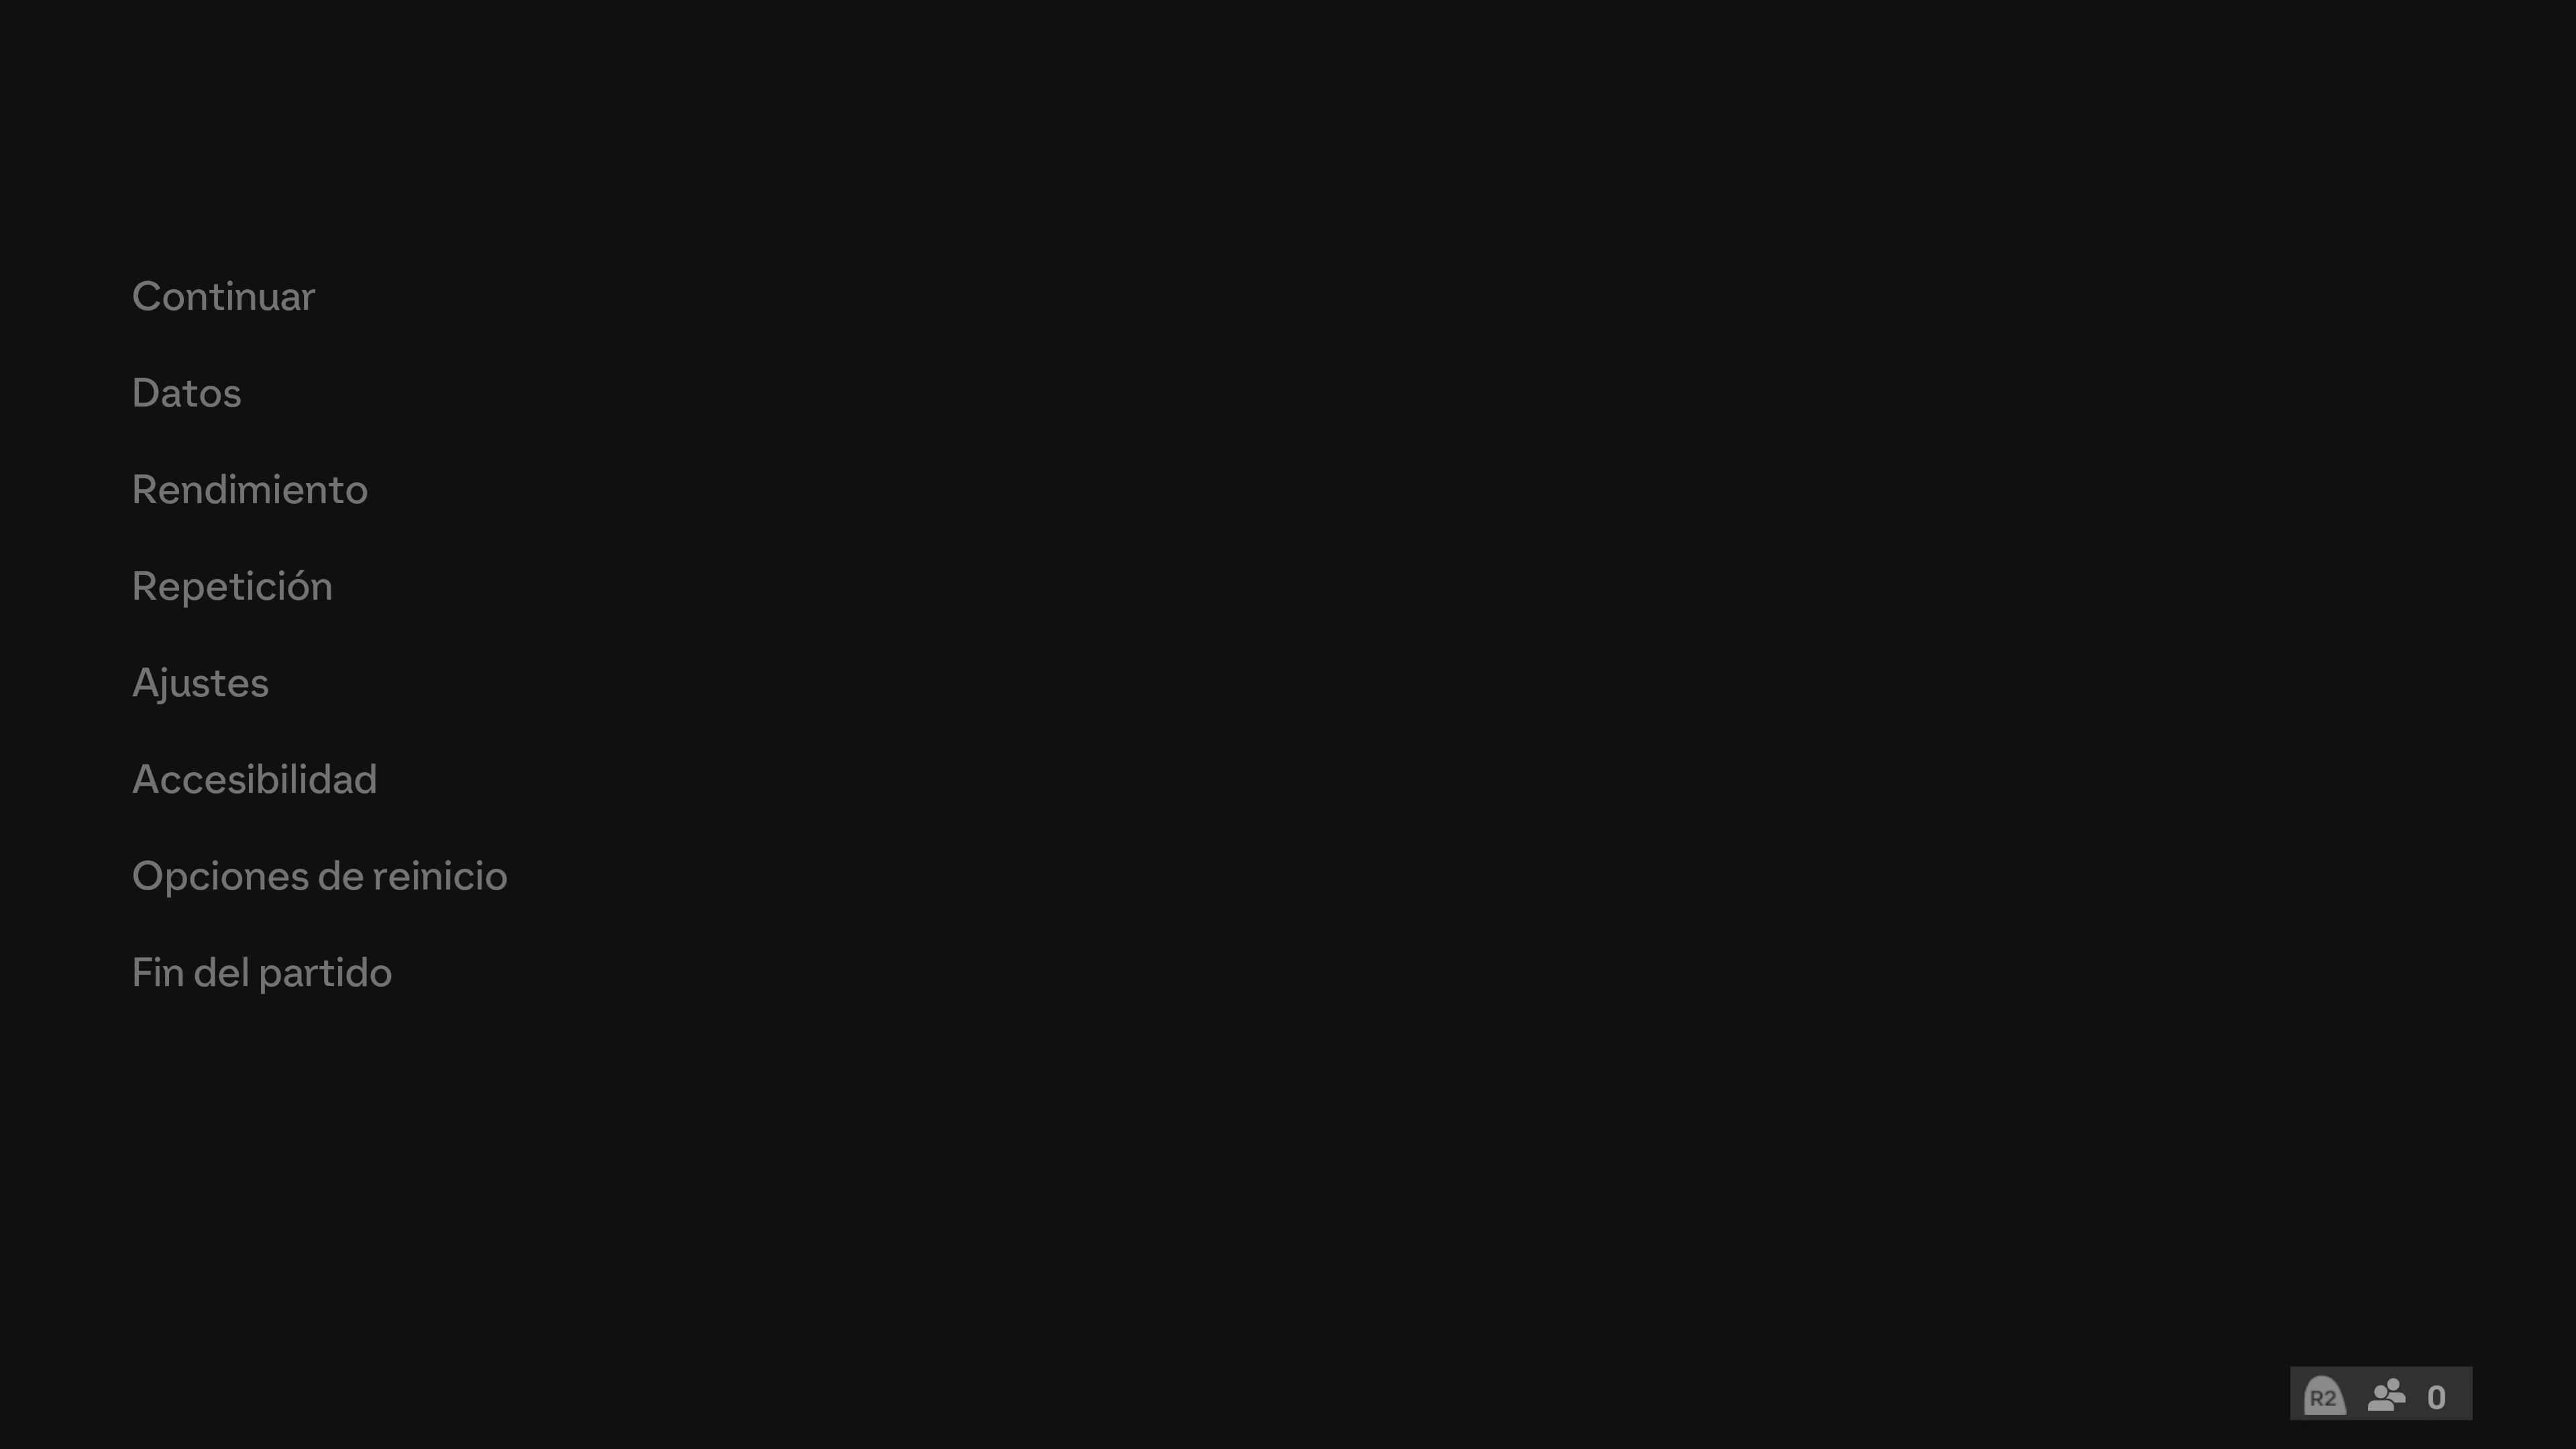 Continuar
Datos
Rendimiento
Repetición
Ajustes
Accesibilidad
Opciones de reinicio
Fin del partido
R2 0